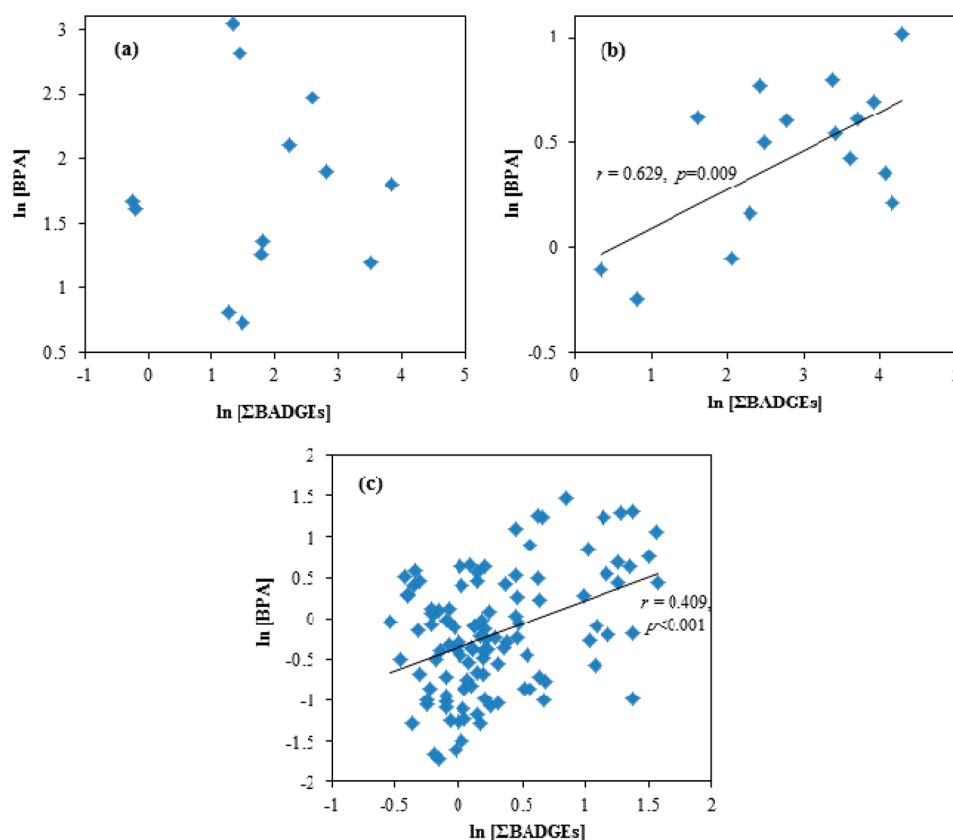 (a)
3
2.5
2
1.5
1
0.5
-1 0 1 2 3 4 5
ln [BPA]
ln [ΣBADGEs]
(b)
1
0.5
0
-0.5
0 1 2 3 4
r = 0.629, p=0.009
ln [BPA]
ln [ΣBADGEs]
(c)
2
1.5
1
0.5
0
-0.5
-1
-1.5
-2
-1 -0.5 0 0.5 1 1.5 2
r = 0.409,
p<0.001
ln [BPA]
ln [ΣBADGEs]